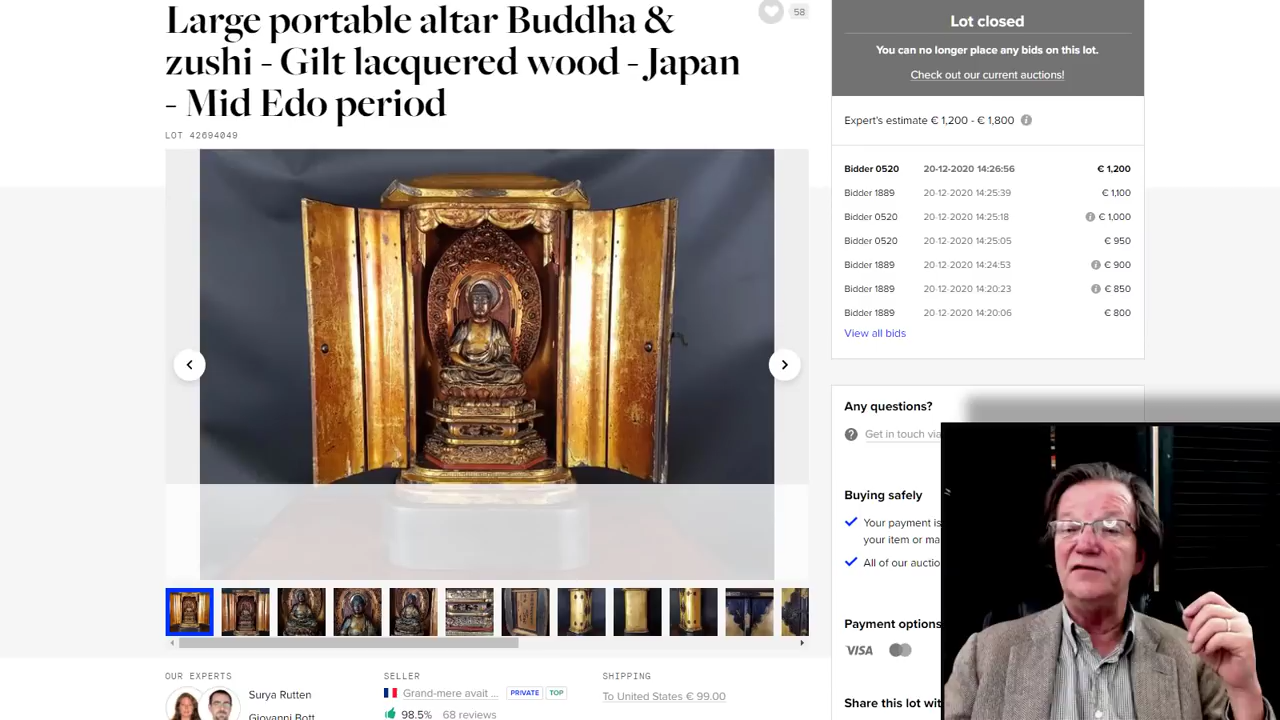 Large portable altar Buddha &
zushi - Gilt lacquered wood - Japan
- Mid Edo period
58
LOT 42694049
Lot closed
You can no longer place any bids on this lot.
Check out our current auctions!
Expert's estimate € 1,200 - € 1,800
Bidder 0520 20-12-2020 14:26:56 € 1,200
Bidder 1889 20-12-2020 14:25:39 € 1,100
Bidder 0520 20-12-2020 14:25:18 € 1,000
Bidder 0520 20-12-2020 14:25:05 € 950
Bidder 1889 20-12-2020 14:24:53 € 900
Bidder 1889 20-12-2020 14:20:23 € 850
Bidder 1889 20-12-2020 14:20:06 € 800
View all bids
Any questions?
Get in touch via
Buying safely
Your payment is
your item or ma
All of our auctio
Payment options
VISA
Share this lot wit
OUR EXPERTS
Surya Rutten
Giovanni Bott
SELLER
Grand-mere avait ... PRIVATE TOP
98.5% 68 reviews
SHIPPING
To United States € 99.00